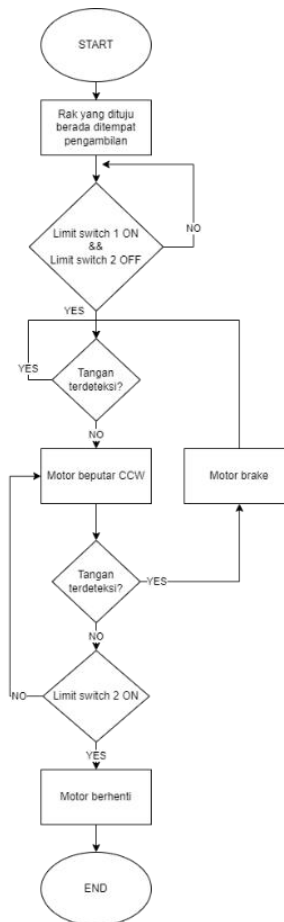 START
Rak yang dituju
berada ditempat
pengambilan
Limit switch 1 ON
&&
Limit switch 2 OFF
NO
YES
Tangan
terdeteksi?
YES
NO
Motor beputar CCW
Motor brake
Tangan
terdeteksi?
YES
NO
Limit switch 2 ON
NO
YES
Motor berhenti
END